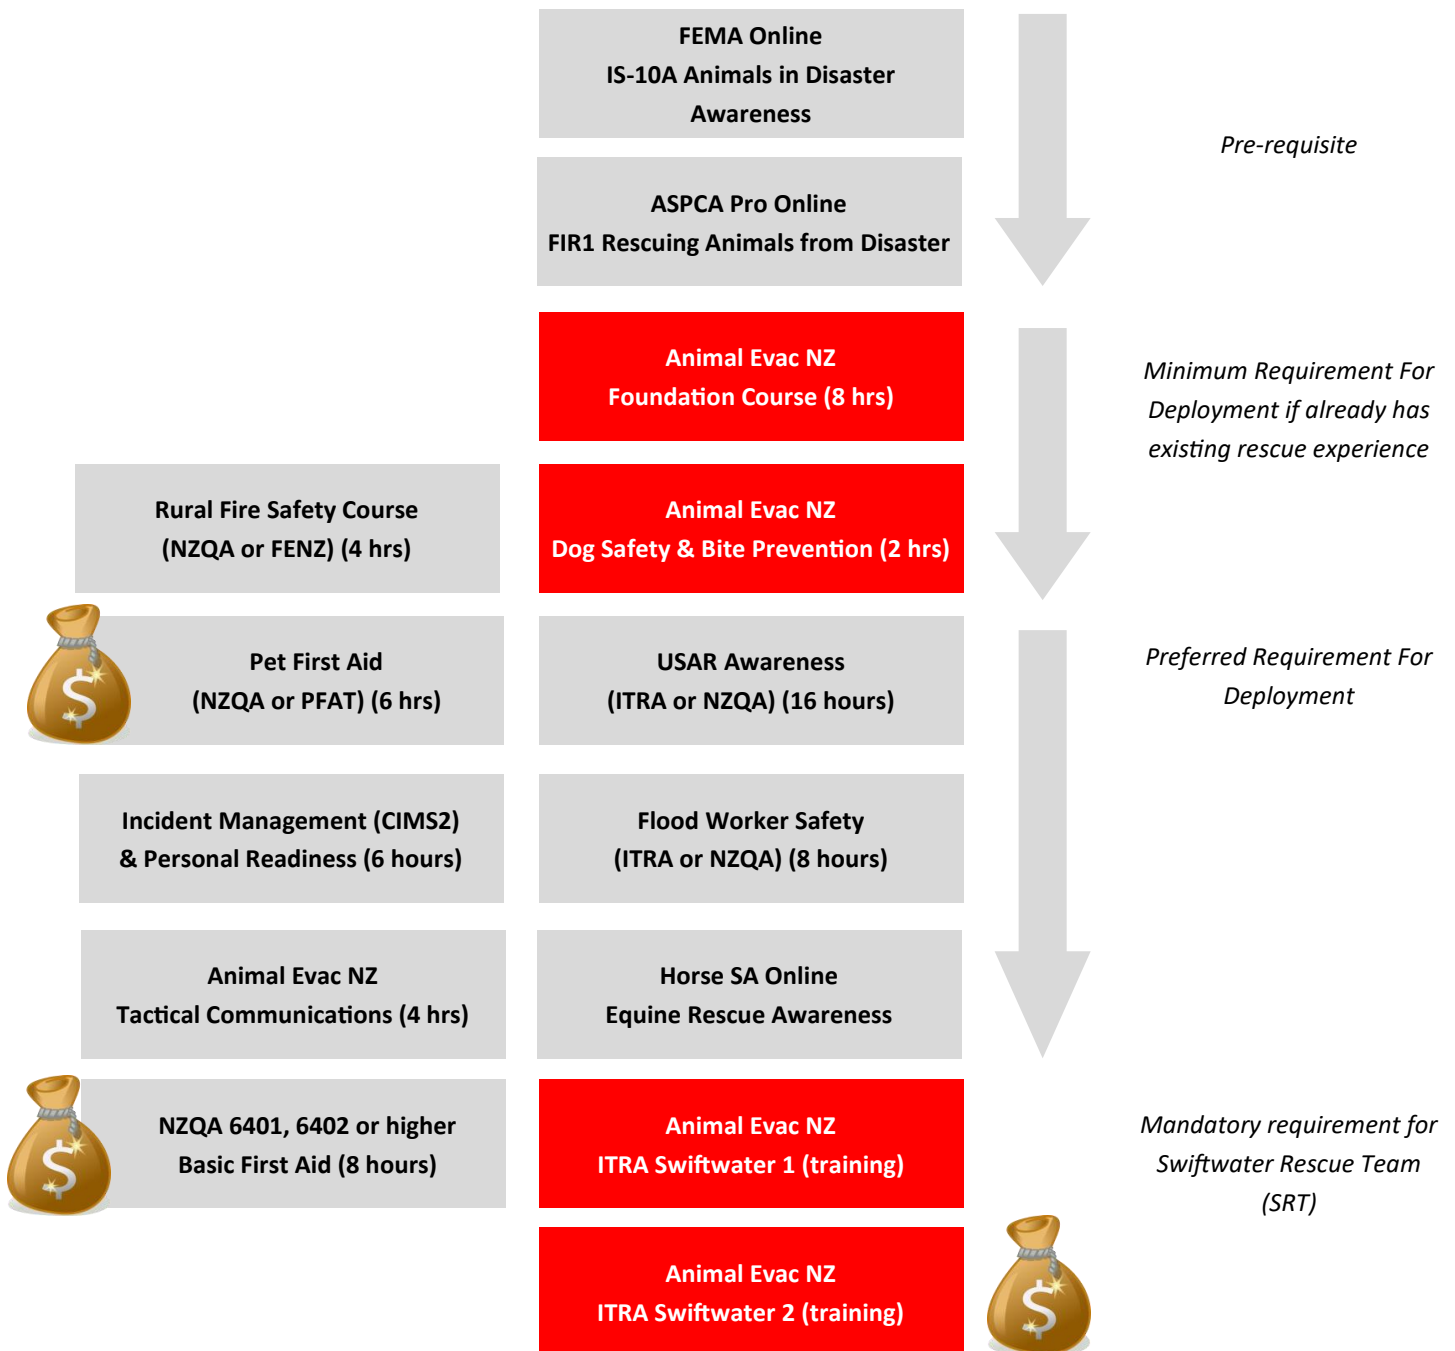 FEMA Online
IS-10A Animals in Disaster
Awareness
Pre-requisite
ASPCA Pro Online
FIR1 Rescuing Animals from Disaster
Animal Evac NZ
Foundation Course (8 hrs)
Minimum Requirement For
Deployment if already has
existing rescue experience
Rural Fire Safety Course
(NZQA or FENZ) (4 hrs)
Animal Evac NZ
Dog Safety & Bite Prevention (2 hrs)
$
Pet First Aid
(NZQA or PFAT) (6 hrs)
USAR Awareness
(ITRA or NZQA) (16 hours)
Preferred Requirement For
Deployment
Incident Management (CIMS2)
& Personal Readiness (6 hours)
Flood Worker Safety
(ITRA or NZQA) (8 hours)
Animal Evac NZ
Tactical Communications (4 hrs)
Horse SA Online
Equine Rescue Awareness
$
NZQA 6401, 6402 or higher
Basic First Aid (8 hours)
Animal Evac NZ
ITRA Swiftwater 1 (training)
Mandatory requirement for
Swiftwater Rescue Team
(SRT)
Animal Evac NZ
ITRA Swiftwater 2 (training)
$